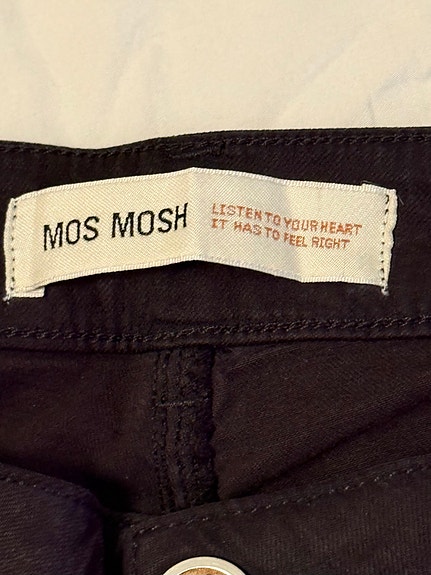 MOS MOSH
LISTEN TO YOUR HEART
IT HAS TO FEEL RIGHT